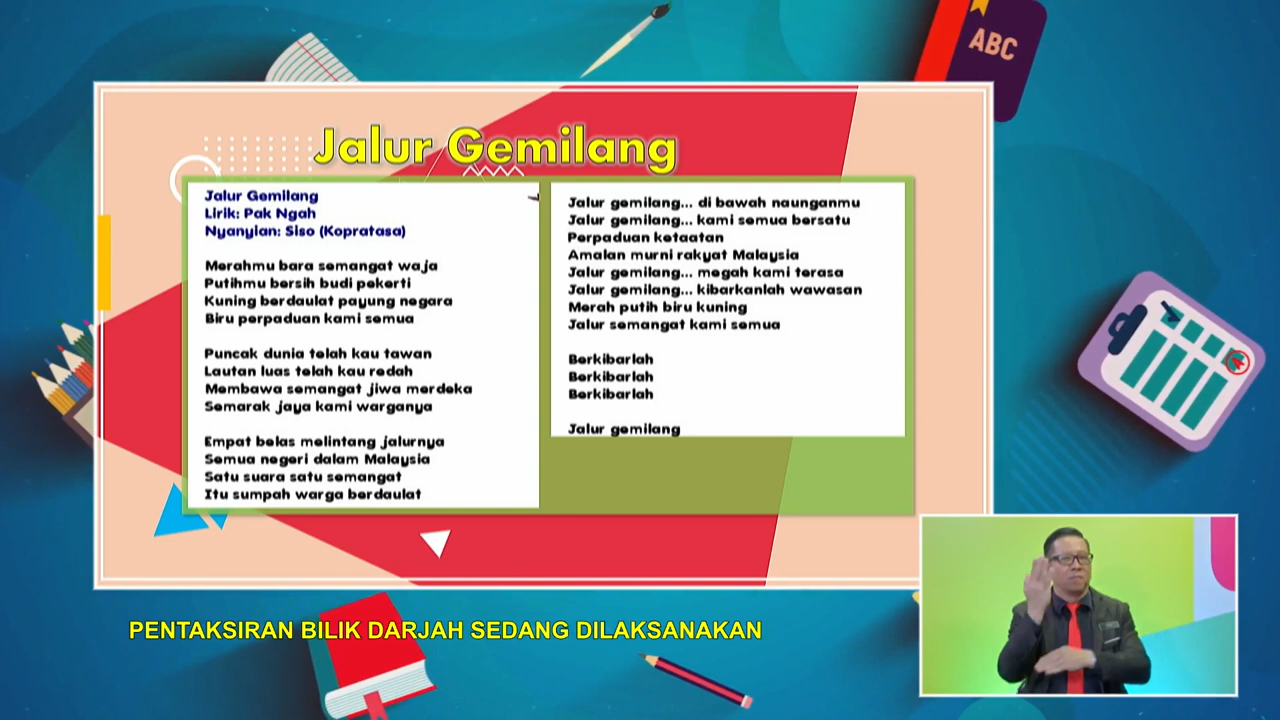 ABC
Jalur Gemilang
Jalur Gemilang
Lirik: Pak Ngah
Nyanyian: Siso (Kopratasa)
Merahmu bara semangat waja
Putihmu bersih budi pekerti
Kuning berdaulat payung negara
Biru perpaduan kami semua
Puncak dunia telah kau tawan
Lautan luas telah kau redah
Membawa semangat jiwa merdeka
Semarak jaya kami warganya
Empat belas melintang jalurnya
Semua negeri dalam Malaysia
Satu suara satu semangat
Itu sumpah warga berdaulat
Jalur gemilang... di bawah naunganmu
Jalur gemilang... kami semua bersatu
Perpaduan ketaatan
Amalan murni rakyat Malaysia
Jalur gemilang... megah kami terasa
Jalur gemilang... kibarkanlah wawasan
Merah putih biru kuning
Jalur semangat kami semua
Berkibarlah
Berkibarlah
Berkibarlah
Jalur gemilang
A
PENTAKSIRAN BILIK DARJAH SEDANG DILAKSANAKAN